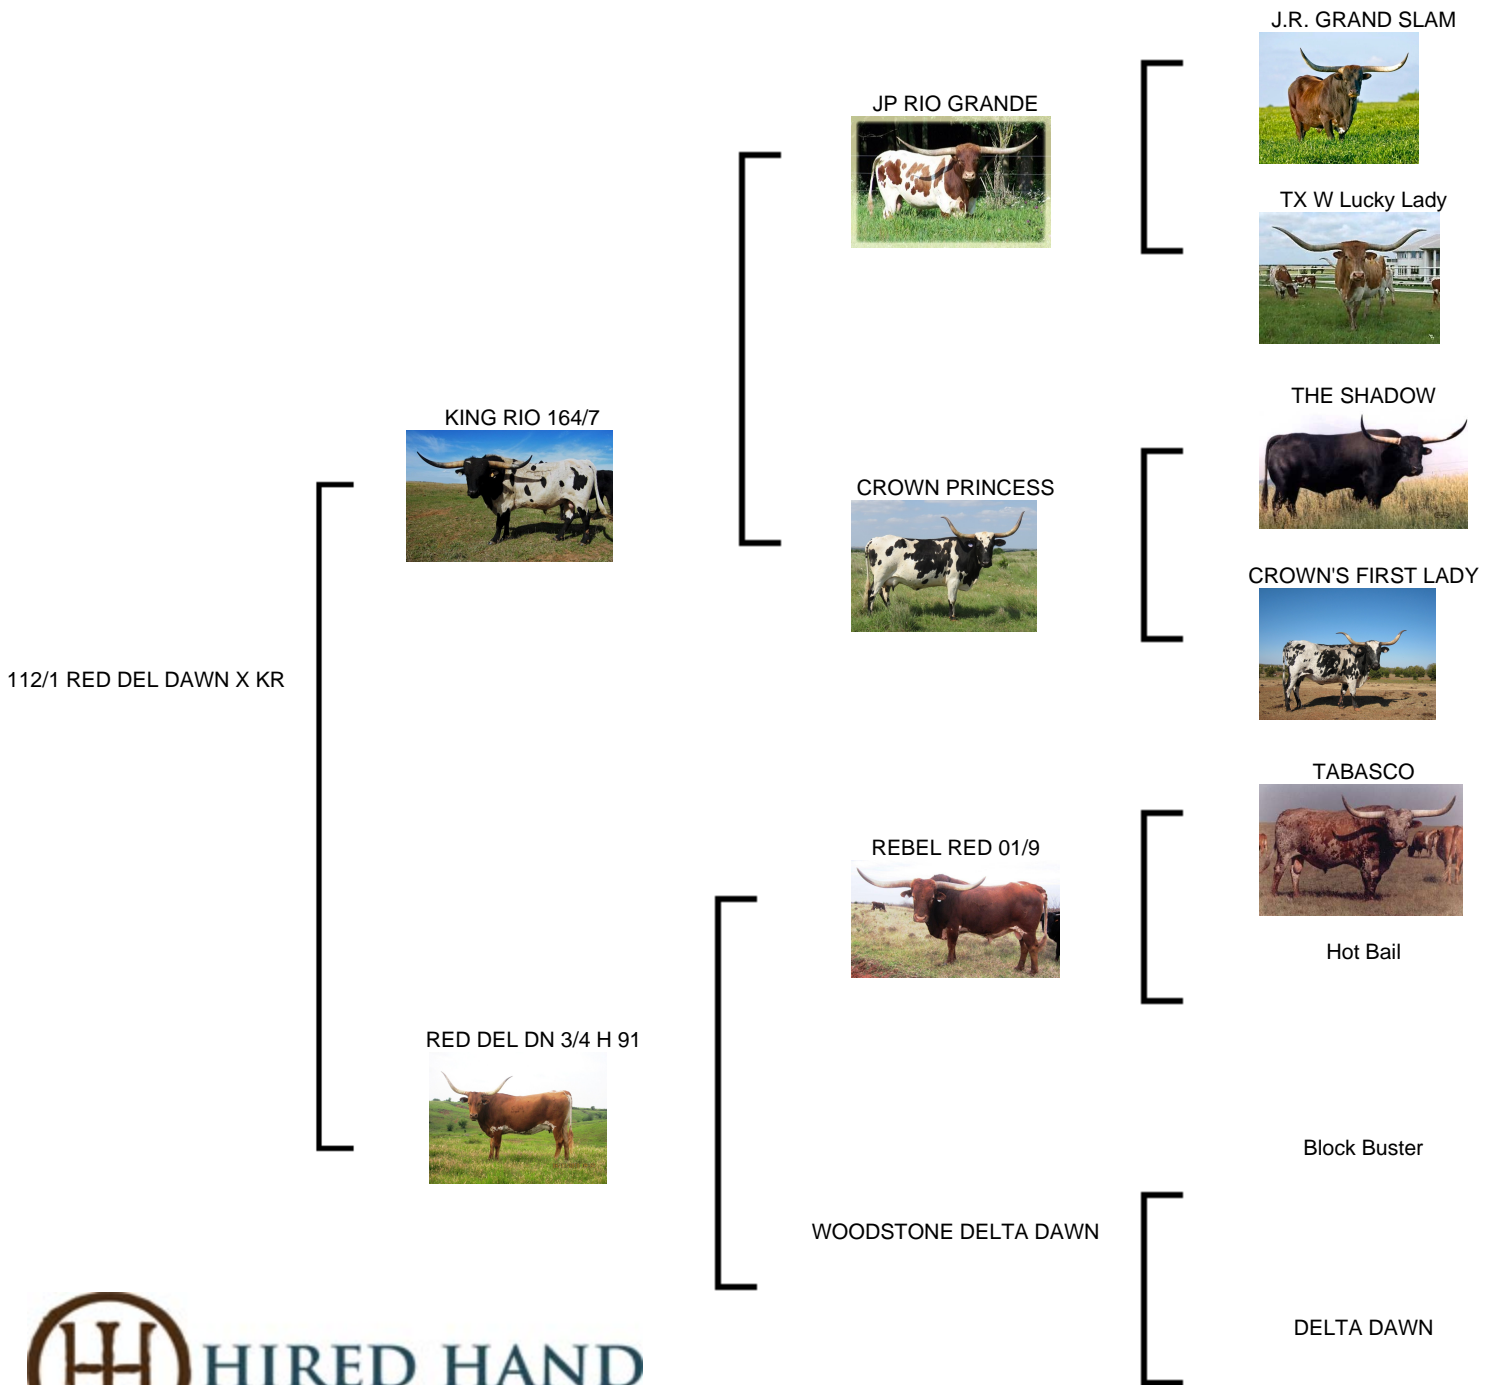 J.R. GRAND SLAM
JP RIO GRANDE
TX W Lucky Lady
THE SHADOW
KING RIO 164/7
CROWN PRINCESS
CROWN'S FIRST LADY
112/1 RED DEL DAWN X KR
TABASCO
REBEL RED 01/9
Hot Bail
RED DEL DN 3/4 H 91
Block Buster
WOODSTONE DELTA DAWN
DELTA DAWN
HIRED HAND